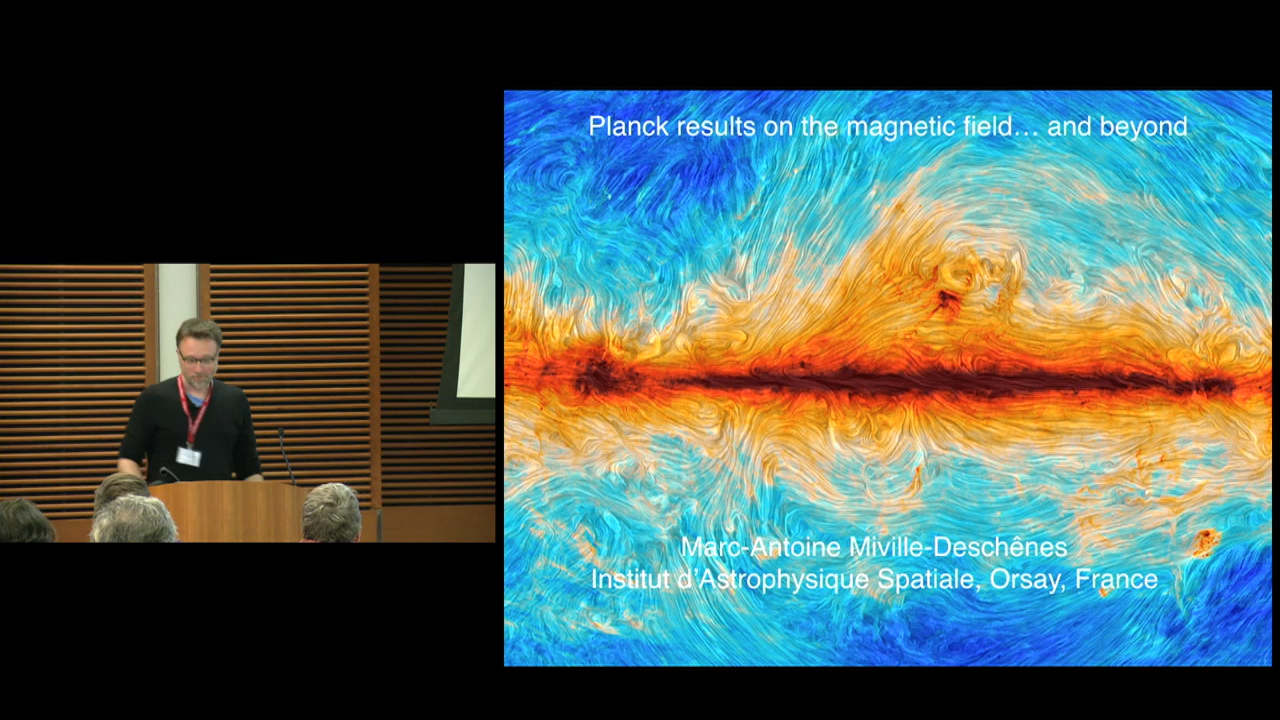 Planck results on the magnetic field… and beyond
Marc-Antoine Miville-Deschênes
Institut d'Astrophysique Spatiale, Orsay, France